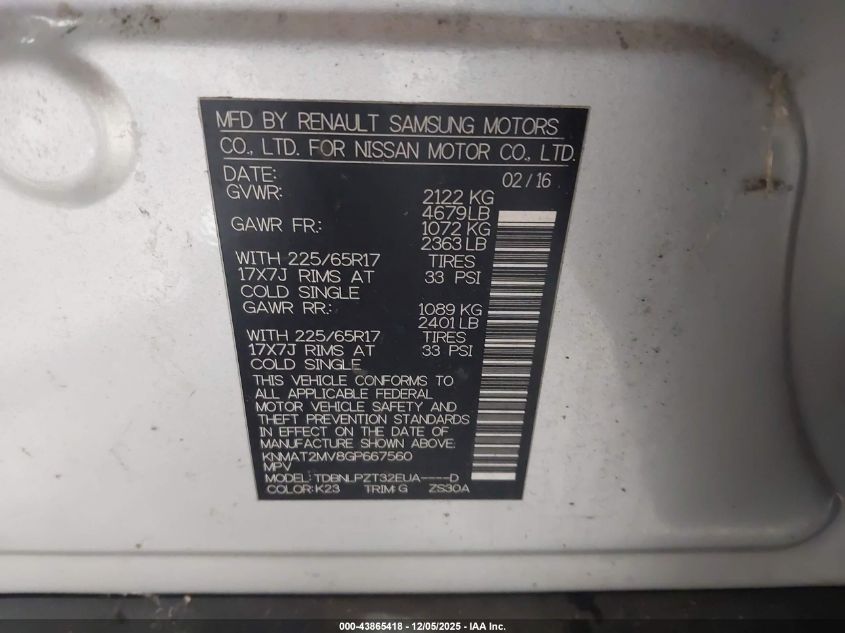 MFD BY RENAULT SAMSUNG MOTORS
CO., LTD. FOR NISSAN MOTOR CO., LTD.
DATE: 02/16
GVWR: 2122 KG
4679 LB
GAWR FR.: 1072 KG
2363 LB
WITH 225/65R17 TIRES
17X7J RIMS AT 33 PSI
COLD SINGLE
GAWR RR.: 1089 KG
2401 LB
WITH 225/65R17 TIRES
17X7J RIMS AT 33 PSI
COLD SINGLE
THIS VEHICLE CONFORMS TO
ALL APPLICABLE FEDERAL
MOTOR VEHICLE SAFETY AND
THEFT PREVENTION STANDARDS
IN EFFECT ON THE DATE OF
MANUFACTURE SHOWN ABOVE.
KNMAT2MV8GP667560
MPV
MODEL: TDBNLPZT32EUA----D
COLOR: K23 TRIM: G ZS30A
000-43865418 - 12/05/2025 - IAA Inc.